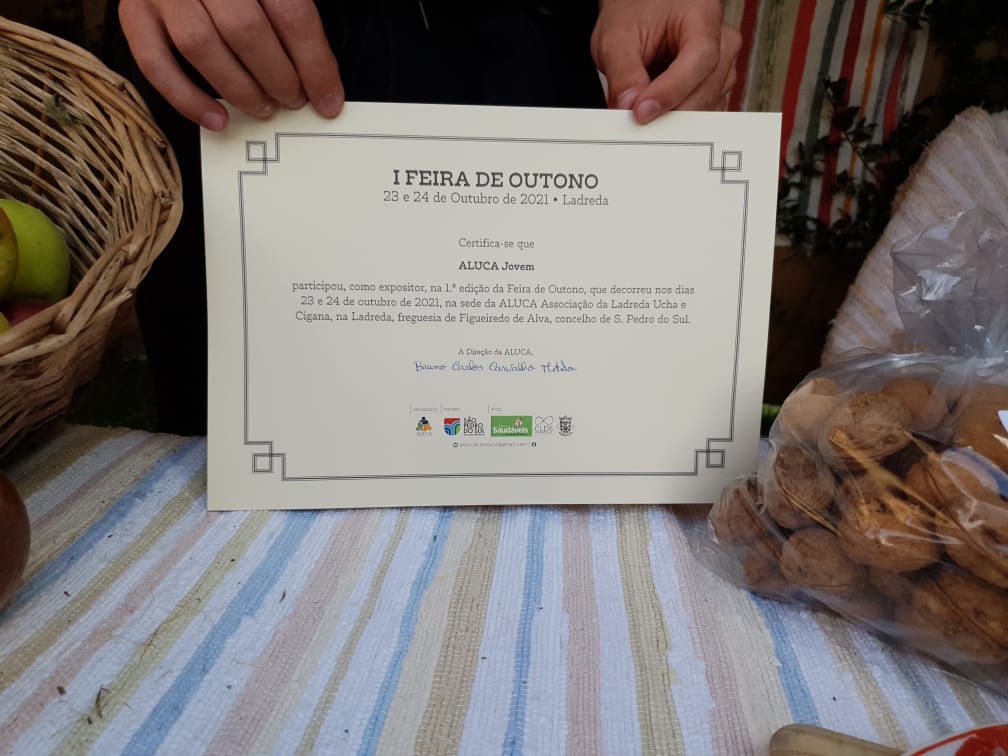 I FEIRA DE OUTONO
23 e 24 de Outubro de 2021 • Ladreda
Certifica-se que
ALUCA Jovem
participou, como expositor, na 1.ª edição da Feira de Outono, que decorreu nos dias
23 e 24 de outubro de 2021, na sede da ALUCA Associação da Ladreda Ucha e
Cigana, na Ladreda, freguesia de Figueiredo de Alva, concelho de S. Pedro do Sul.
A Direção da ALUCA,
Bruno Carlos Carvalho
ALUCA
SÃO PEDRO DO SUL
Saudáveis
CLDS